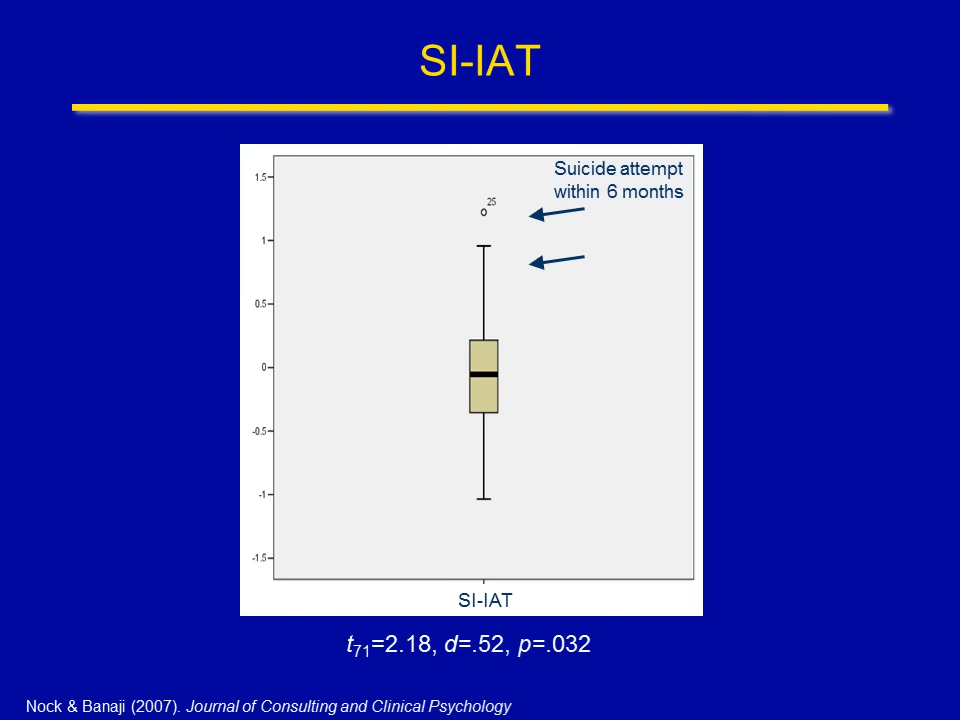 SI-IAT
Suicide attempt
within 6 months
1.5
25
1
0.5
0
-0.5
-1
-1.5
SI-IAT
t71=2.18, d=.52, p=.032
Nock & Banaji (2007). Journal of Consulting and Clinical Psychology